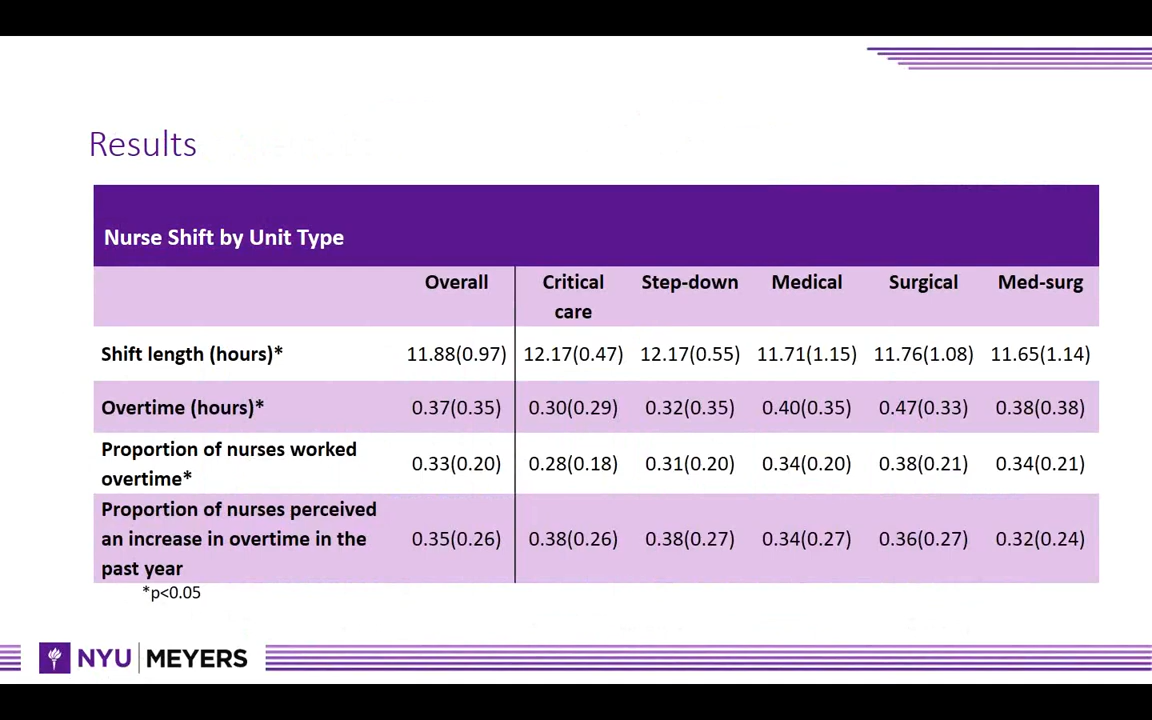 Results
Nurse Shift by Unit Type
Overall Critical care Step-down Medical Surgical Med-surg
Shift length (hours)* 11.88(0.97) 12.17(0.47) 12.17(0.55) 11.71(1.15) 11.76(1.08) 11.65(1.14)
Overtime (hours)* 0.37(0.35) 0.30(0.29) 0.32(0.35) 0.40(0.35) 0.47(0.33) 0.38(0.38)
Proportion of nurses worked overtime* 0.33(0.20) 0.28(0.18) 0.31(0.20) 0.34(0.20) 0.38(0.21) 0.34(0.21)
Proportion of nurses perceived an increase in overtime in the past year 0.35(0.26) 0.38(0.26) 0.38(0.27) 0.34(0.27) 0.36(0.27) 0.32(0.24)
*p<0.05
NYU MEYERS